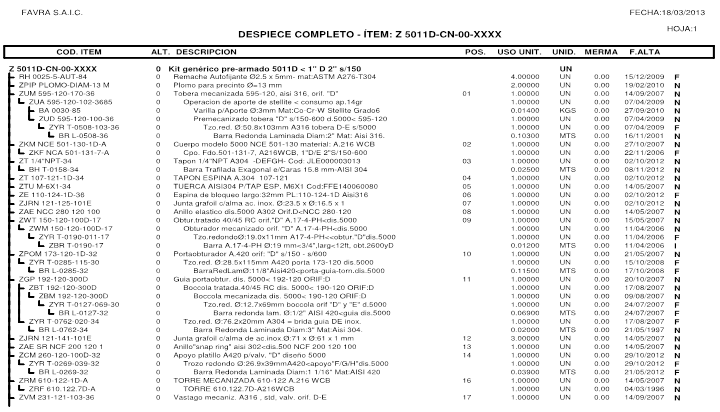 FAVRA S.A.I.C. FECHA:18/03/2013
DESPIECE COMPLETO - ÍTEM: Z 5011D-CN-00-XXXX
HOJA:1
COD. ITEM ALT. DESCRIPCION POS. USO UNIT. UNID. MERMA F.ALTA
Z 5011D-CN-00-XXXX 0 Kit genérico pre-armado 5011D < 1" D 2" s/150 UN
RH 0025-5-AUT-84 0 Remache Autofijante Ø2.5 x 5mm- mat:ASTM A276-T304 4.00000 UN 0.00 15/12/2009 F
ZPIP PLOMO-DIAM-13 M 0 Plomo para precinto Ø=13 mm 2.00000 UN 0.00 19/02/2010 N
ZUM 595-120-170-36 0 Tobera mecanizada 595-120, aisi 316, orif. "D" 01 1.00000 UN 0.00 14/09/2007 N
ZUA 595-120-102-3685 0 Operacion de aporte de stellite < consumo ap.14gr 1.00000 UN 0.00 07/04/2009 N
BA 0030-85 0 Varilla p/Aporte Ø:3mm Mat:Co-Cr W Stellite Grado6 0.01400 KGS 0.00 27/09/2010 N
ZUD 595-120-100-36 0 Premecanizado tobera "D" s/150-600 d.5000< 595-120 1.00000 UN 0.00 07/04/2009 N
ZYR T-0508-103-36 0 Tzo.red. Ø:50.8x103mm A316 tobera D-E s/5000 1.00000 UN 0.00 07/04/2009 F
BR L-0508-36 0 Barra Redonda Laminada Diam:2" Mat: Aisi 316. 0.10300 MTS 0.00 16/11/2001 N
ZKM NCE 501-130-1D-A 0 Cuerpo modelo 5000 NCE 501-130 material: A.216 WCB 02 1.00000 UN 0.00 27/10/2007 N
ZKF NCA 501-131-7-A 0 Cpo. Fdo.501-131-7, A216WCB, 1"D/E 2"S/150-600 1.00000 UN 0.00 22/11/2006 F
ZT 1/4"NPT-34 0 Tapon 1/4"NPT A304 -DEFGH- Cod: JLE000003013 03 1.00000 UN 0.00 02/10/2012 N
BH T-0158-34 0 Barra Trafilada Exagonal e/Caras 15.8 mm-AISI 304 0.02500 MTS 0.00 08/11/2012 N
ZT 107-121-1D-34 0 TAPON ESPINA A.304 107-121 04 1.00000 UN 0.00 02/10/2012 N
ZTU M-6X1-34 0 TUERCA AISI304 P/TAP ESP. M6X1 Cod:FFE140060080 05 1.00000 UN 0.00 14/05/2007 N
ZE 110-124-1D-36 0 Espina de bloqueo largo:32mm PL.110-124-1D Aisi316 06 1.00000 UN 0.00 02/10/2012 N
ZJRN 121-125-101E 0 Junta grafoil c/alma ac. inox. Ø:23.5 x Ø:16.5 x 1 07 1.00000 UN 0.00 02/10/2012 N
ZAE NCC 280 120 100 0 Anillo elastico dis.5000 A302 Orif.D<NCC 280-120 08 1.00000 UN 0.00 14/05/2007 N
ZWT 150-120-100D-17 0 Obt.tratado 40/45 RC orif."D" A.17-4-PH<dis.5000 09 1.00000 UN 0.00 15/05/2007 N
ZWM 150-120-100D-17 0 Obturador mecanizado orif. "D" A.17-4-PH<dis.5000 1.00000 UN 0.00 11/04/2006 N
ZYR T-0190-011-17 0 Tzo.redondoØ:19.0x11mm A17-4-PH<<obtur."D"dis.5000 1.00000 UN 0.00 11/04/2006 F
ZBR T-0190-17 0 Barra A.17-4-PH Ø:19 mm<3/4",larg<12ft, obt.2600yD 0.01200 MTS 0.00 11/04/2006 I
ZPOM 173-120-1D-32 0 Portaobturador A.420 orif: "D" s/150 - s/600 10 1.00000 UN 0.00 21/05/2007 N
ZYR T-0285-115-30 0 Tzo.red. Ø:28.5x115mm A420 porta 173-120 dis.5000 1.00000 UN 0.00 15/10/2008 F
BR L-0285-32 0 BarraRedLamØ:11/8"Aisi420<porta-guia-torn.dis.5000 0.11500 MTS 0.00 17/10/2008 F
ZGP 192-120-300D 0 Guia portaobtur. dis.5000< 192-120 ORIF:D 11 1.00000 UN 0.00 20/10/2007 N
ZBT 192-120-300D 0 Boccola tratada:40/45 RC dis. 5000< 190-120 ORIF:D 1.00000 UN 0.00 17/08/2007 N
ZBM 192-120-300D 0 Boccola mecanizada dis. 5000< 190-120 ORIF:D 1.00000 UN 0.00 09/08/2007 N
ZYR T-0127-069-30 0 Tzo.red. Ø:12.7x69mm boccola orif "D" y "E" d.5000 1.00000 UN 0.00 24/07/2007 F
BR L-0127-32 0 Barra redonda lam. Ø:1/2" AISI 420<guia dis.5000 0.06900 MTS 0.00 24/07/2007 F
ZYR T-0762-020-34 0 Tzo.red. Ø:76.2x20mm A304 = brida guia DE inox. 1.00000 UN 0.00 17/08/2007 F
BR L-0762-34 0 Barra Redonda Laminada Diam:3" Mat:Aisi 304. 0.02000 MTS 0.00 21/05/1997 N
ZJRN 121-141-101E 0 Junta grafoil c/alma de ac.inox.Ø:71 x Ø:61 x 1 mm 12 3.00000 UN 0.00 14/05/2007 N
ZAE SR NCF 200 120 1 0 Anillo"snap ring" aisi 302<dis.500 NCF 200 120 100 13 1.00000 UN 0.00 14/05/2007 N
ZCM 260-120-100D-32 0 Apoyo platillo A420 p/valv. "D" diseño 5000 14 1.00000 UN 0.00 29/10/2012 N
ZYR T-0269-039-32 0 Trozo redondo Ø:26.9x39mmA420<apoyo"F/G/H"dis.5000 1.00000 UN 0.00 29/10/2012 F
BR L-0269-32 0 Barra Redonda Laminada Diam:1 1/16" Mat:AISI 420 0.03900 MTS 0.00 21/05/2012 F
ZRM 610-122-1D-A 0 TORRE MECANIZADA 610-122 A.216 WCB 16 1.00000 UN 0.00 14/05/2007 N
ZRF 610.122.7D-A 0 TORRE 610.122.7D-A216WCB 1.00000 UN 0.00 04/03/1996 N
ZVM 231-121-103-36 0 Vastago mecaniz. A316 , std, valv. orif. D-E 17 1.00000 UN 0.00 14/09/2007 N